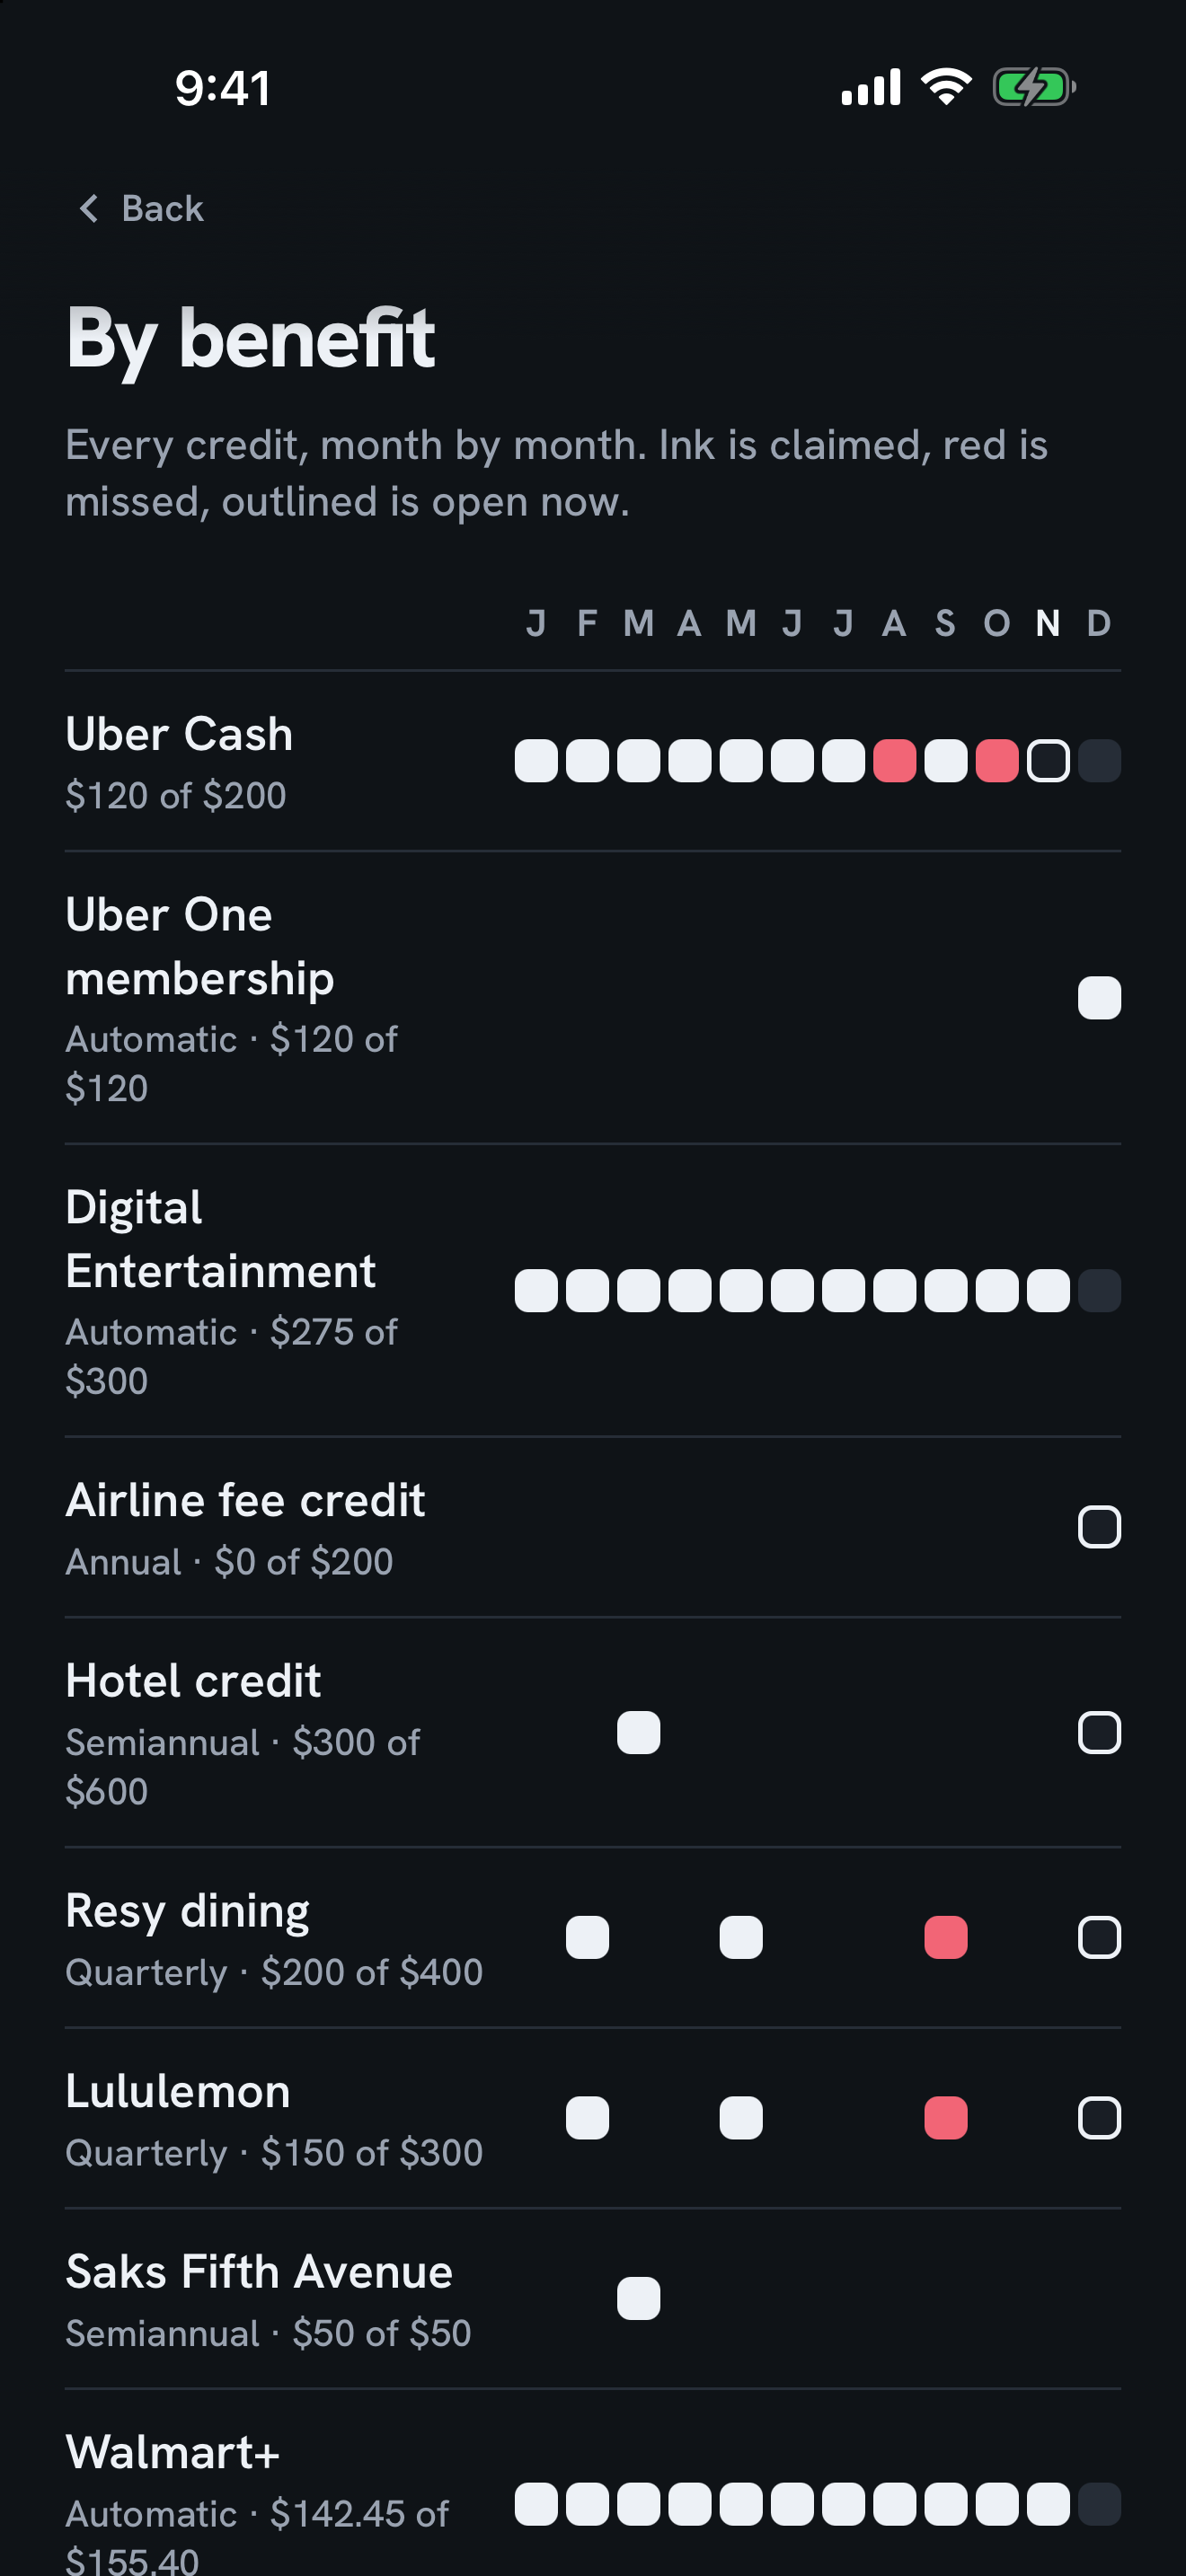 9:41
Back
By benefit
Every credit, month by month. Ink is claimed, red is
missed, outlined is open now.
J F M A M J J A S O N D
Uber Cash
$120 of $200
Uber One
membership
Automatic · $120 of
$120
Digital
Entertainment
Automatic · $275 of
$300
Airline fee credit
Annual · $0 of $200
Hotel credit
Semiannual · $300 of
$600
Resy dining
Quarterly · $200 of $400
Lululemon
Quarterly · $150 of $300
Saks Fifth Avenue
Semiannual · $50 of $50
Walmart+
Automatic · $142.45 of
$155.40